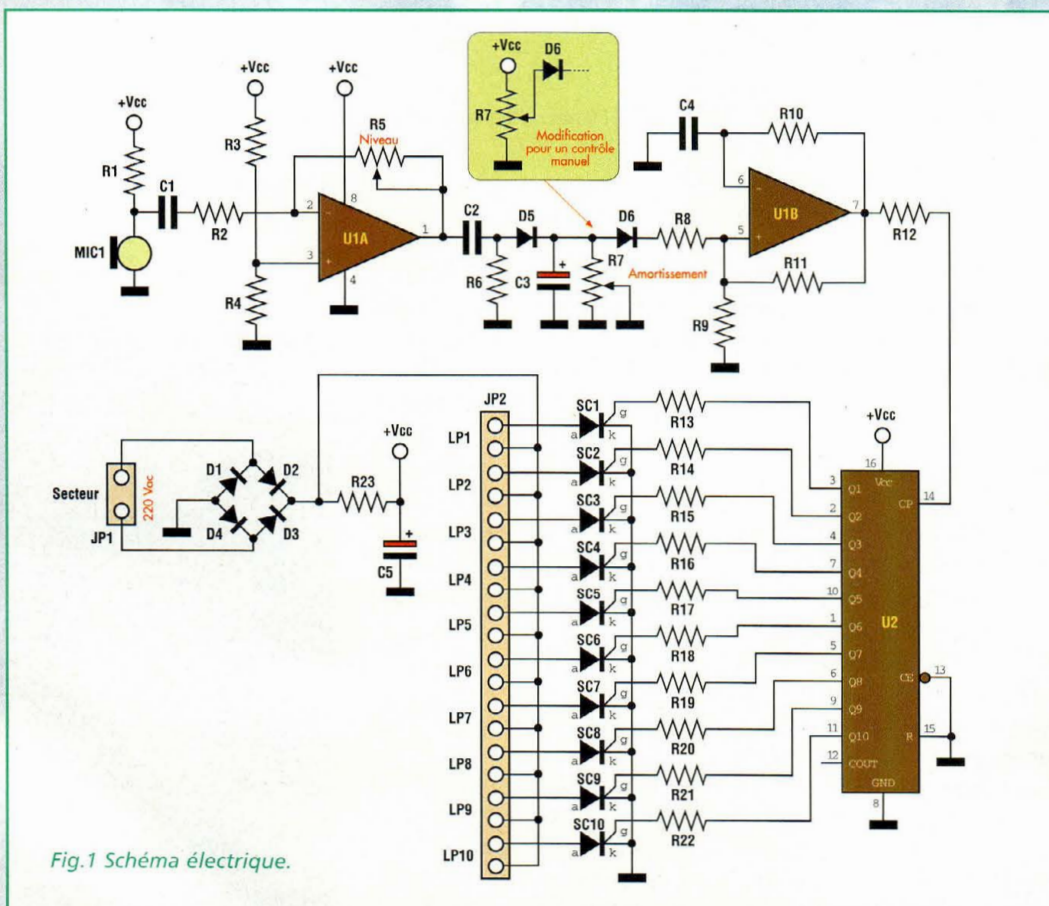 +Vcc
R1
MIC1
C1
R2
+Vcc
R3
R4
+Vcc
R5
Niveau
2
3
8
4
1
-
+
U1A
C2
R6
D5
C3
+
+Vcc
R7
D6
Modification
pour un contrôle
manuel
D6
R7
Amortissement
R8
R9
C4
R10
6
5
7
-
+
U1B
R11
R12
Secteur
220 Vac
JP1
D1
D2
D4
D3
R23
+Vcc
C5
+
JP2
LP1
LP2
LP3
LP4
LP5
LP6
LP7
LP8
LP9
LP10
SC1
a
g
k
SC2
a
g
k
SC3
a
g
k
SC4
a
g
k
SC5
a
g
k
SC6
a
g
k
SC7
a
g
k
SC8
a
g
k
SC9
a
g
k
SC10
a
g
k
R13
R14
R15
R16
R17
R18
R19
R20
R21
R22
+Vcc
16
Vcc
3 Q1
2 Q2
4 Q3
7 Q4
10 Q5
1 Q6
5 Q7
6 Q8
9 Q9
11 Q10
12 COUT
U2
CP 14
CE 13
R 15
GND
8
Fig.1 Schéma électrique.